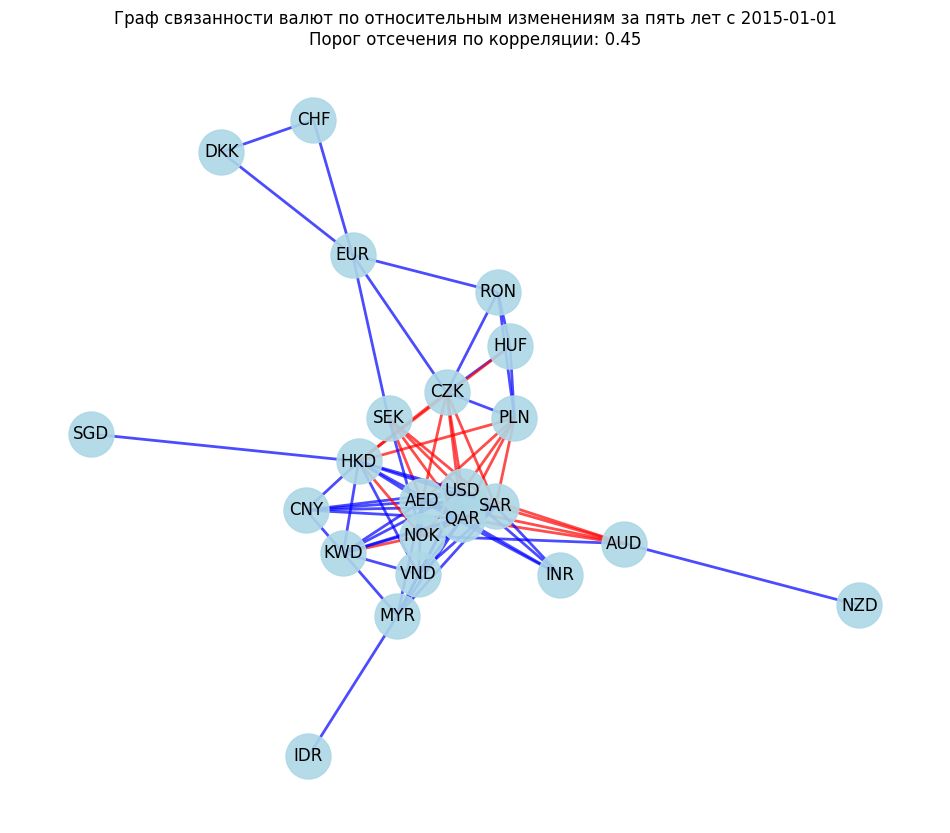 Граф связанности валют по относительным изменениям за пять лет с 2015-01-01
Порог отсечения по корреляции: 0.45
CHF
DKK
EUR
RON
HUF
CZK
SEK
PLN
SGD
HKD
USD
AED
SAR
CNY
QAR
NOK
AUD
KWD
VND
INR
NZD
MYR
IDR